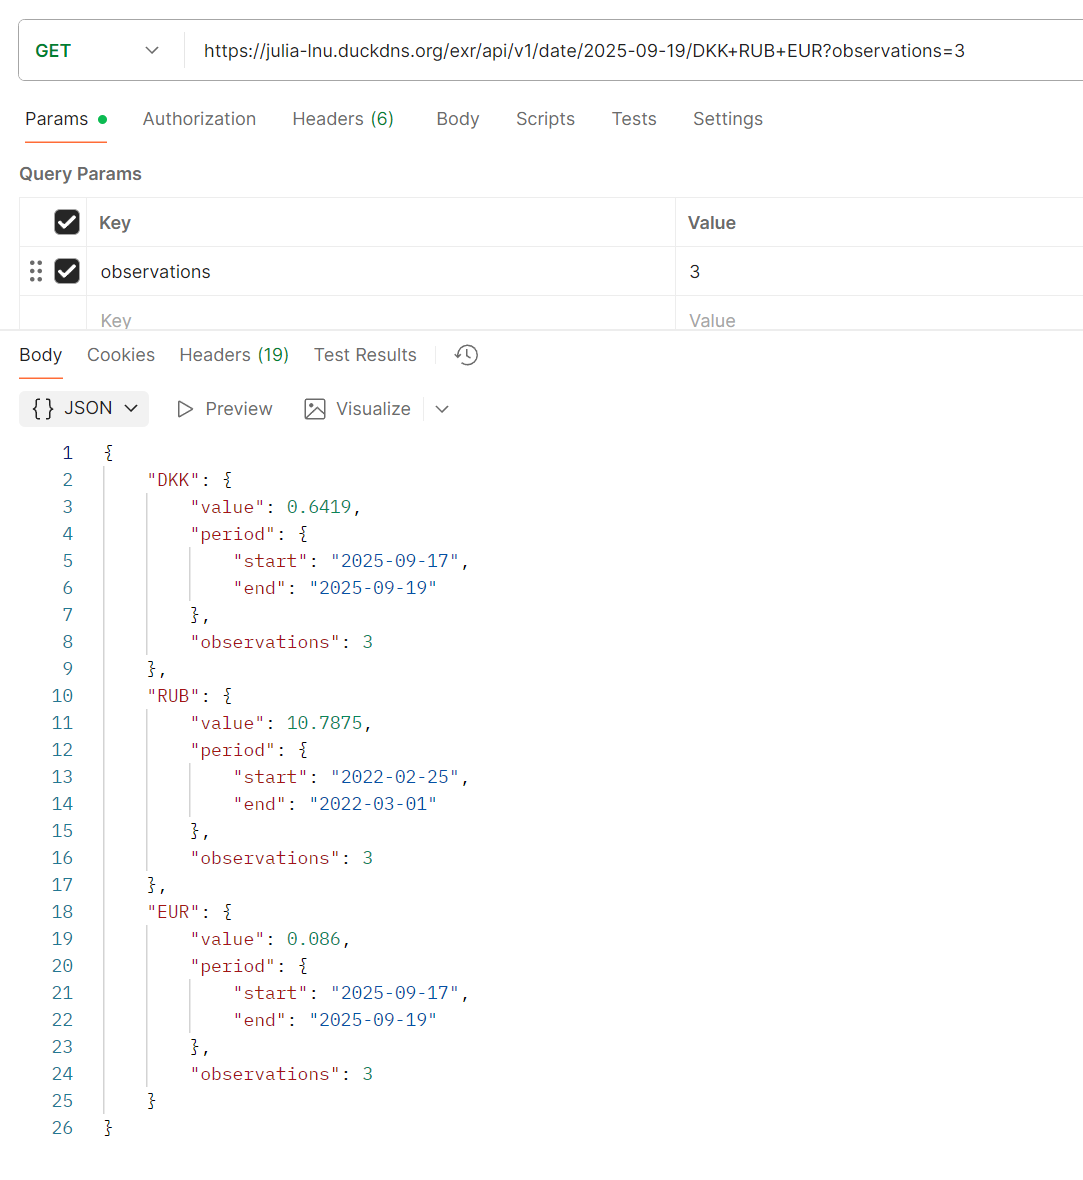 GET https://julia-lnu.duckdns.org/exr/api/v1/date/2025-09-19/DKK+RUB+EUR?observations=3
Params Authorization Headers (6) Body Scripts Tests Settings
Query Params
Key Value
observations 3
Key Value
Body Cookies Headers (19) Test Results
{} JSON Preview Visualize
1 {
2 "DKK": {
3 "value": 0.6419,
4 "period": {
5 "start": "2025-09-17",
6 "end": "2025-09-19"
7 },
8 "observations": 3
9 },
10 "RUB": {
11 "value": 10.7875,
12 "period": {
13 "start": "2022-02-25",
14 "end": "2022-03-01"
15 },
16 "observations": 3
17 },
18 "EUR": {
19 "value": 0.086,
20 "period": {
21 "start": "2025-09-17",
22 "end": "2025-09-19"
23 },
24 "observations": 3
25 }
26 }